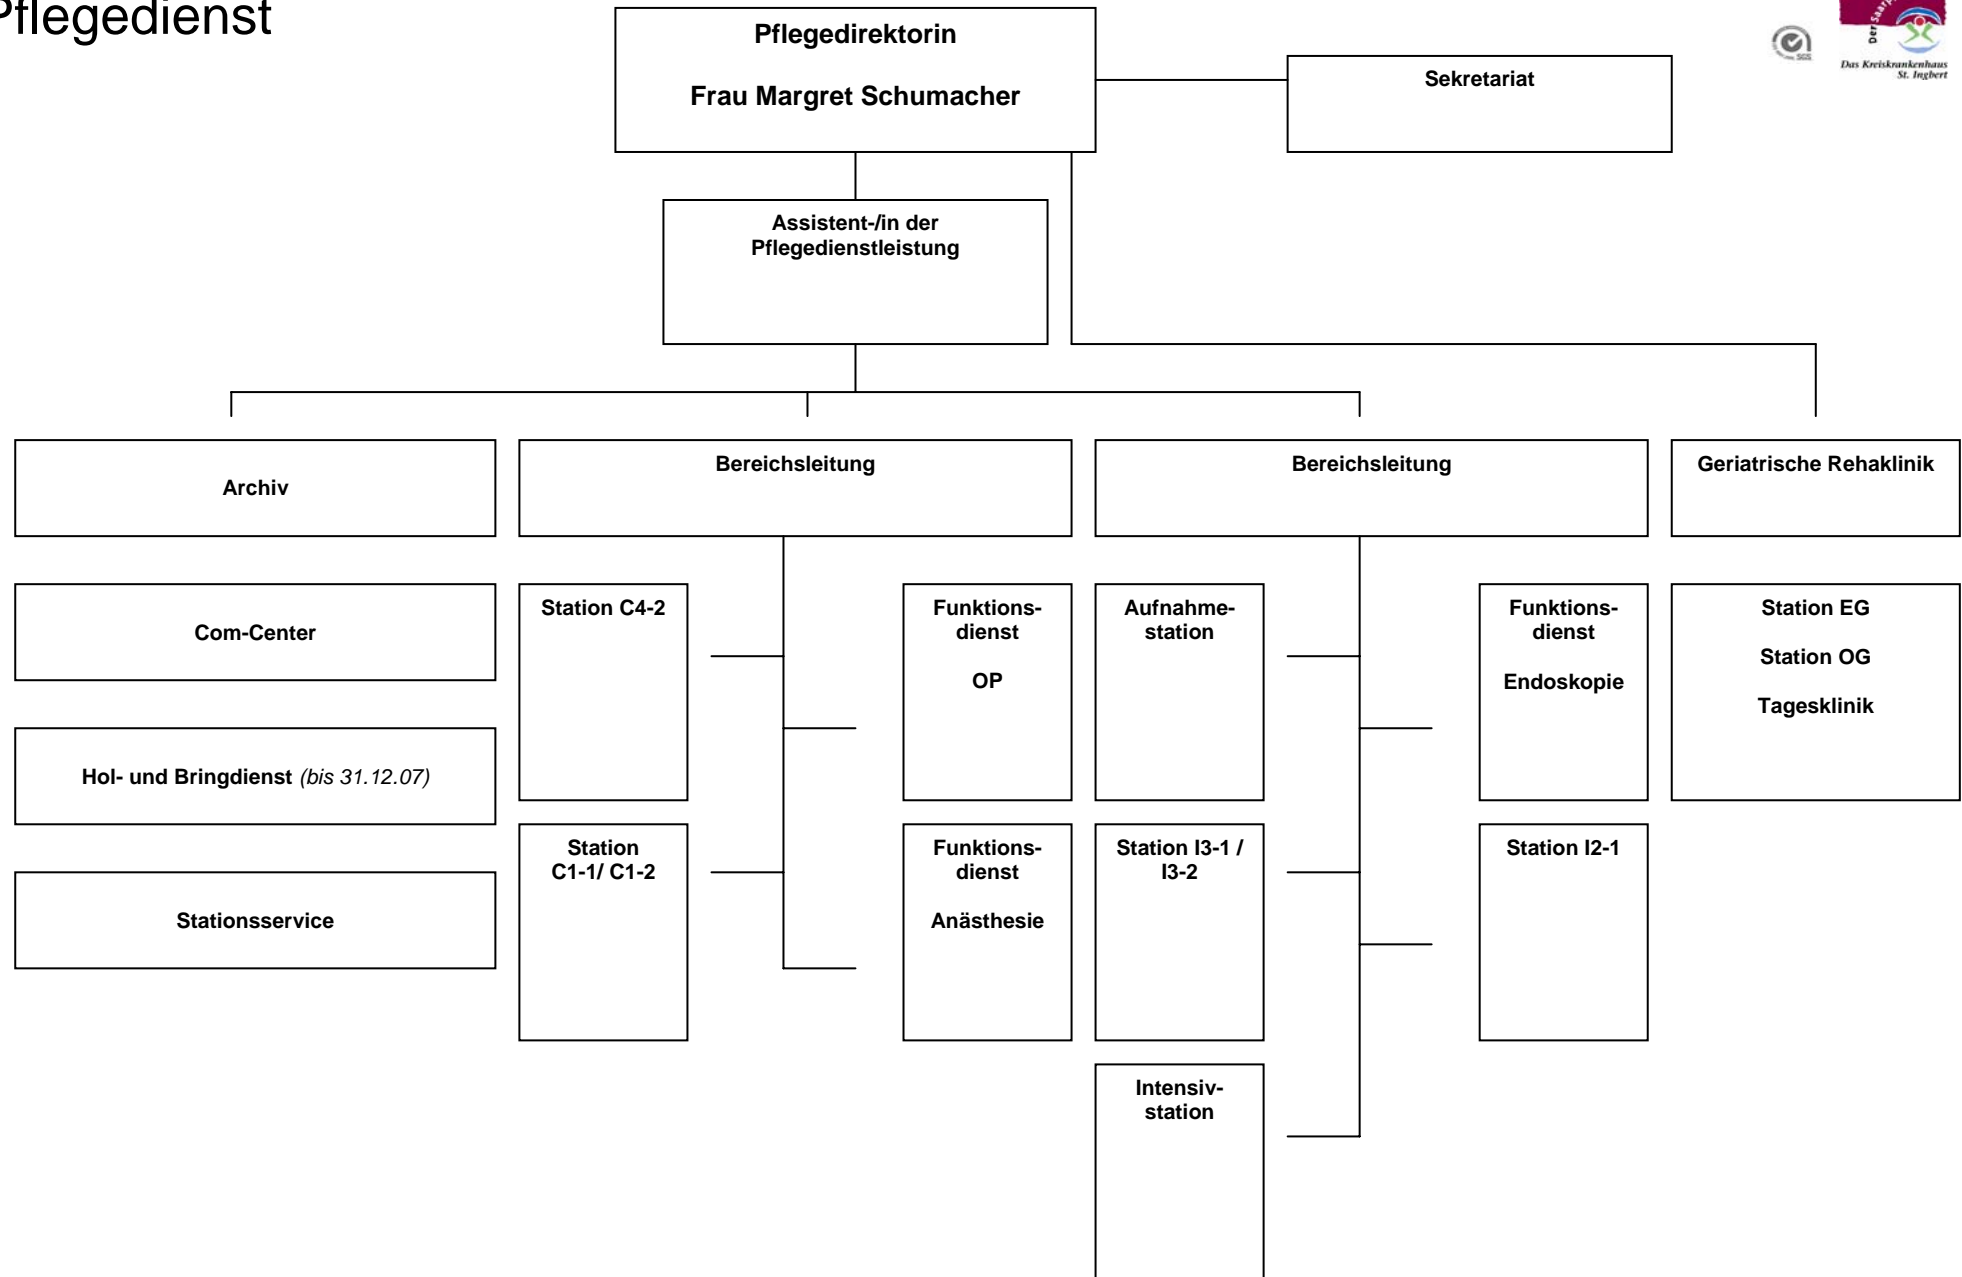 Pflegedienst
Pflegedirektorin
Frau Margret Schumacher
Sekretariat
Der Saarp
Das Kreiskrankenhaus
St. Ingbert
SGS
Assistent-/in der
Pflegedienstleistung
Archiv
Bereichsleitung
Bereichsleitung
Geriatrische Rehaklinik
Com-Center
Hol- und Bringdienst (bis 31.12.07)
Stationsservice
Station C4-2
Funktions-
dienst
OP
Station
C1-1/ C1-2
Funktions-
dienst
Anästhesie
Aufnahme-
station
Funktions-
dienst
Endoskopie
Station I3-1 /
I3-2
Station I2-1
Intensiv-
station
Station EG
Station OG
Tagesklinik